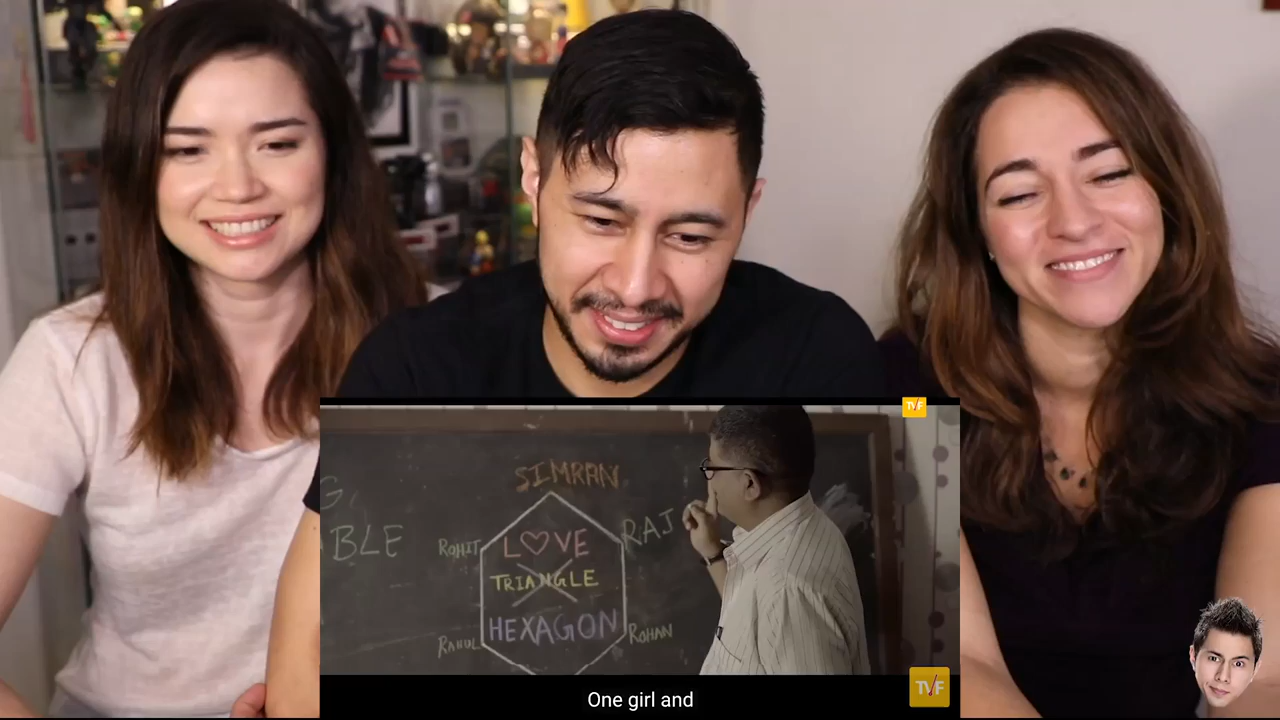 TVF
SIMRAN
G,
BLE
ROHIT
LOVE
RAJ
TRIANGLE
HEXAGON
RAHUL
ROHAN
TVF
One girl and